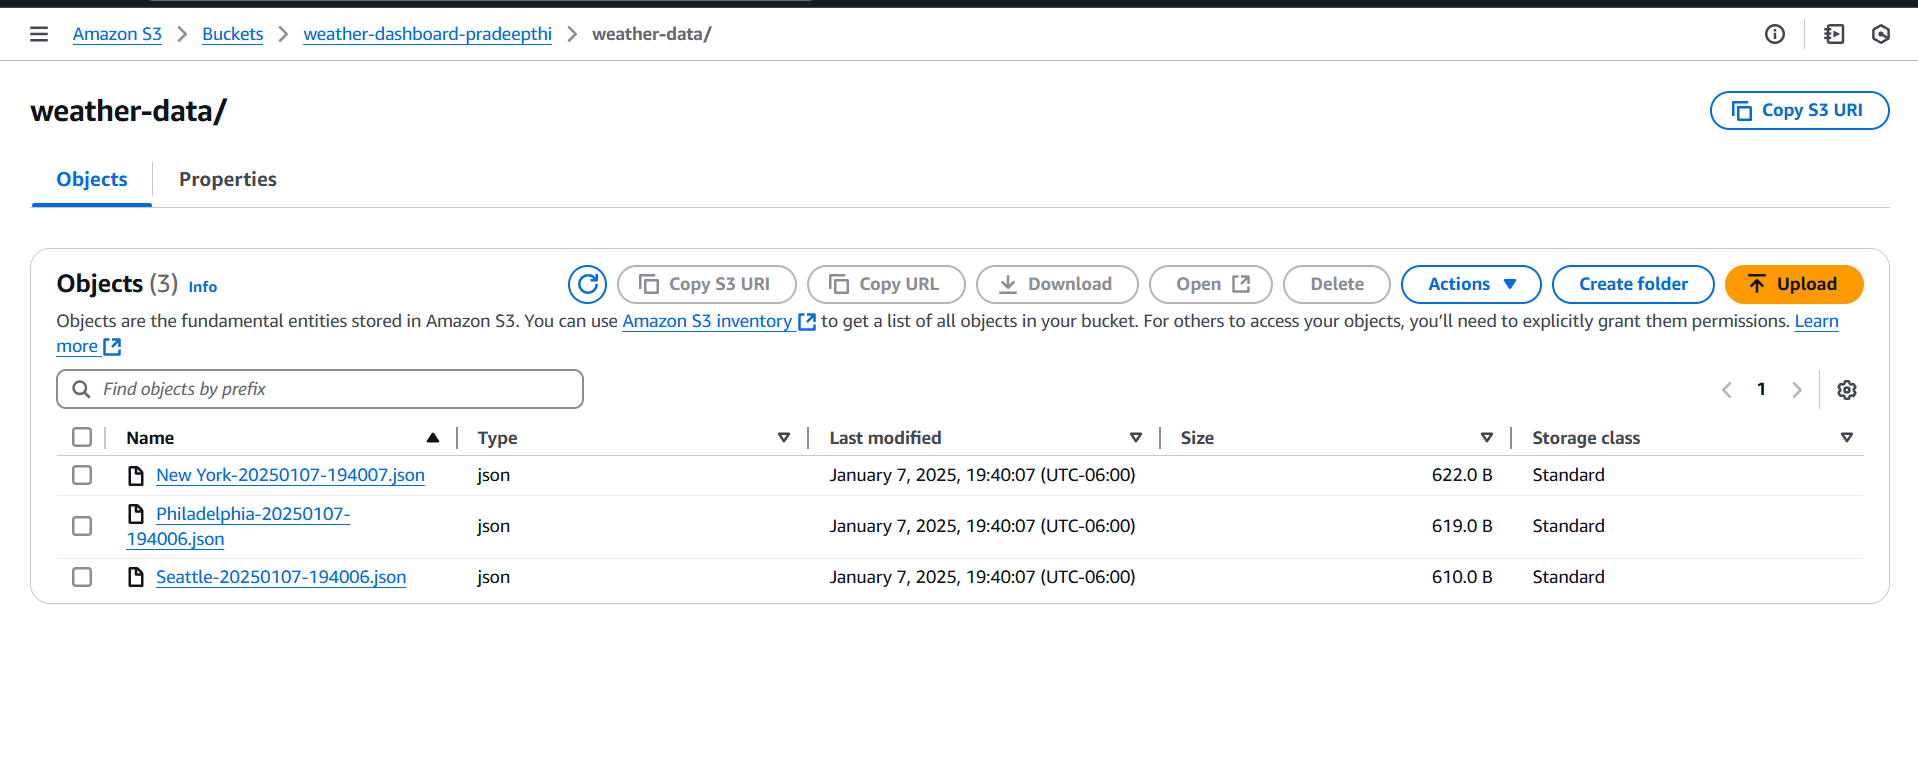 Amazon S3 > Buckets > weather-dashboard-pradeepthi > weather-data/
weather-data/
Copy S3 URI
Objects
Properties
Objects (3) Info
Copy S3 URI
Copy URL
Download
Open
Delete
Actions
Create folder
Upload
Objects are the fundamental entities stored in Amazon S3. You can use Amazon S3 inventory to get a list of all objects in your bucket. For others to access your objects, you’ll need to explicitly grant them permissions. Learn
more
Find objects by prefix
1
Name Type Last modified Size Storage class
New York-20250107-194007.json json January 7, 2025, 19:40:07 (UTC-06:00) 622.0 B Standard
Philadelphia-20250107-
194006.json json January 7, 2025, 19:40:07 (UTC-06:00) 619.0 B Standard
Seattle-20250107-194006.json json January 7, 2025, 19:40:07 (UTC-06:00) 610.0 B Standard